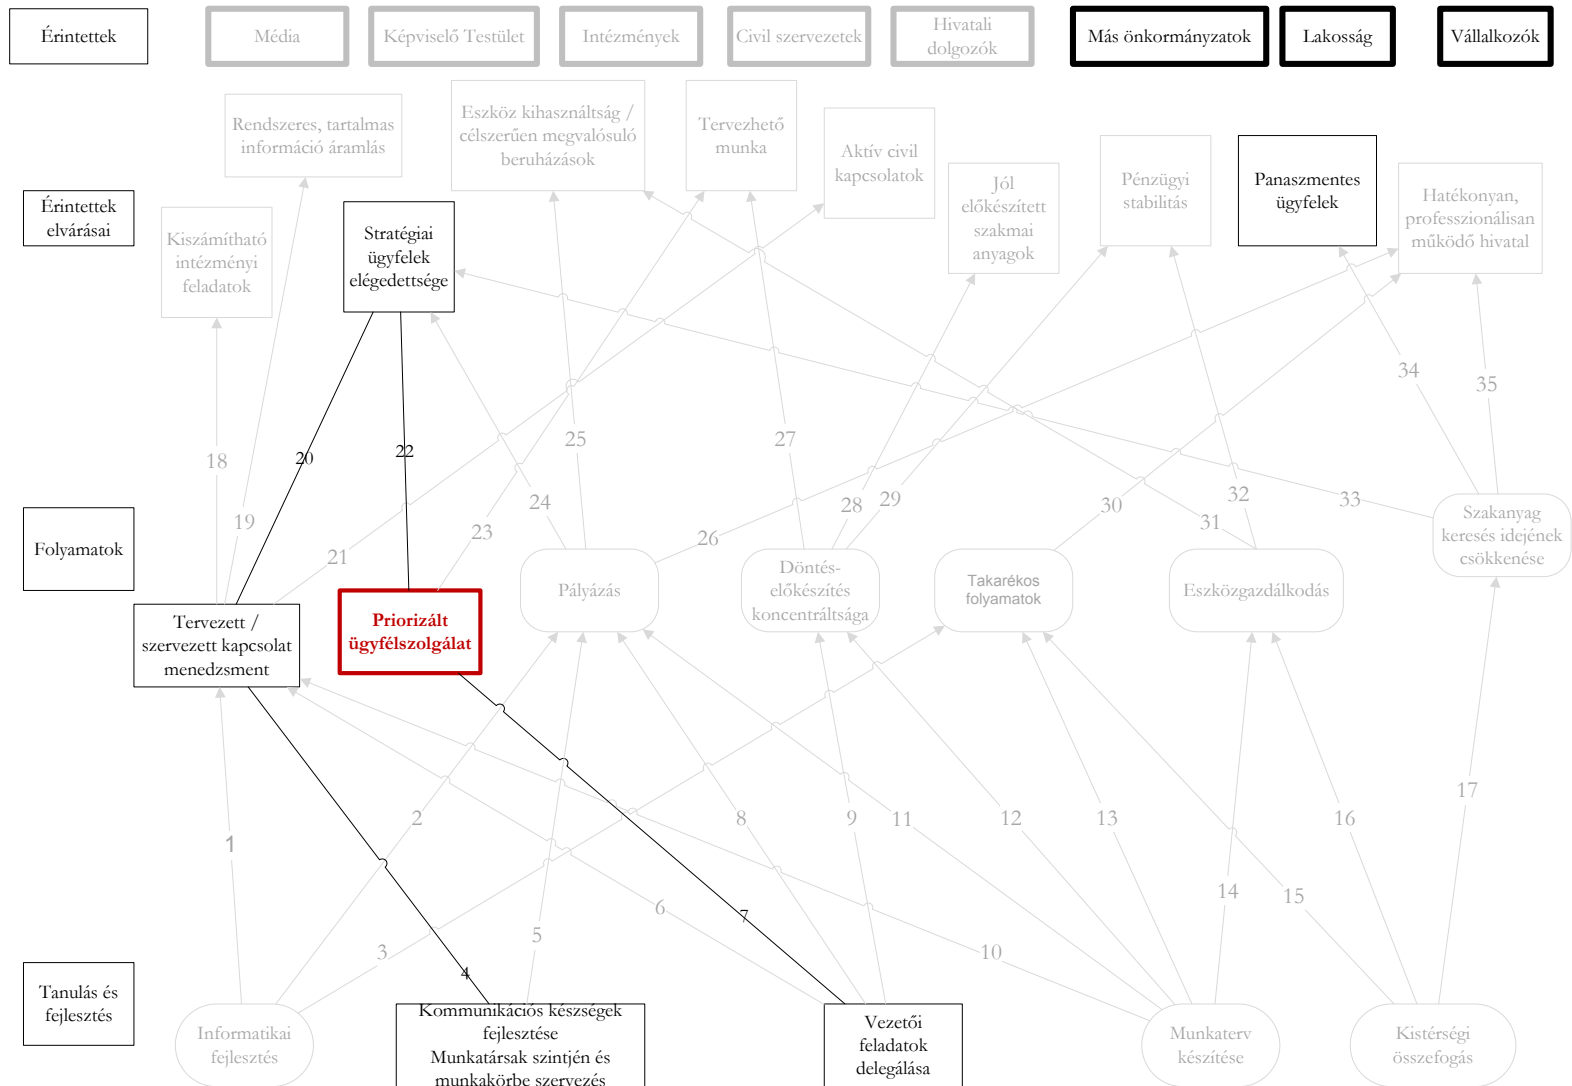 Érintettek
Média
Képviselő Testület
Intézmények
Civil szervezetek
Hivatali
dolgozók
Más önkormányzatok
Lakosság
Vállalkozók
Érintettek
elvárásai
Kiszámítható
intézményi
feladatok
Rendszeres, tartalmas
információ áramlás
Stratégiai
ügyfelek
elégedettsége
Eszköz kihasználtság /
célszerűen megvalósuló
beruházások
Tervezhető
munka
Aktív civil
kapcsolatok
Jól
előkészített
szakmai
anyagok
Pénzügyi
stabilitás
Panaszmentes
ügyfelek
Hatékonyan,
professzionálisan
működő hivatal
18
19
20
21
22
23
24
25
26
27
28
29
30
31
32
33
34
35
Folyamatok
Tervezett /
szervezett kapcsolat
menedzsment
Priorizált
ügyfélszolgálat
Pályázás
Döntés-
előkészítés
koncentráltsága
Takarékos
folyamatok
Eszközgazdálkodás
Szakanyag
keresés idejének
csökkenése
1
2
3
4
5
6
7
8
9
10
11
12
13
14
15
16
17
Tanulás és
fejlesztés
Informatikai
fejlesztés
Kommunikációs készségek
fejlesztése
Munkatársak szintjén és
munkakörbe szervezés
Vezetői
feladatok
delegálása
Munkaterv
készítése
Kistérségi
összefogás